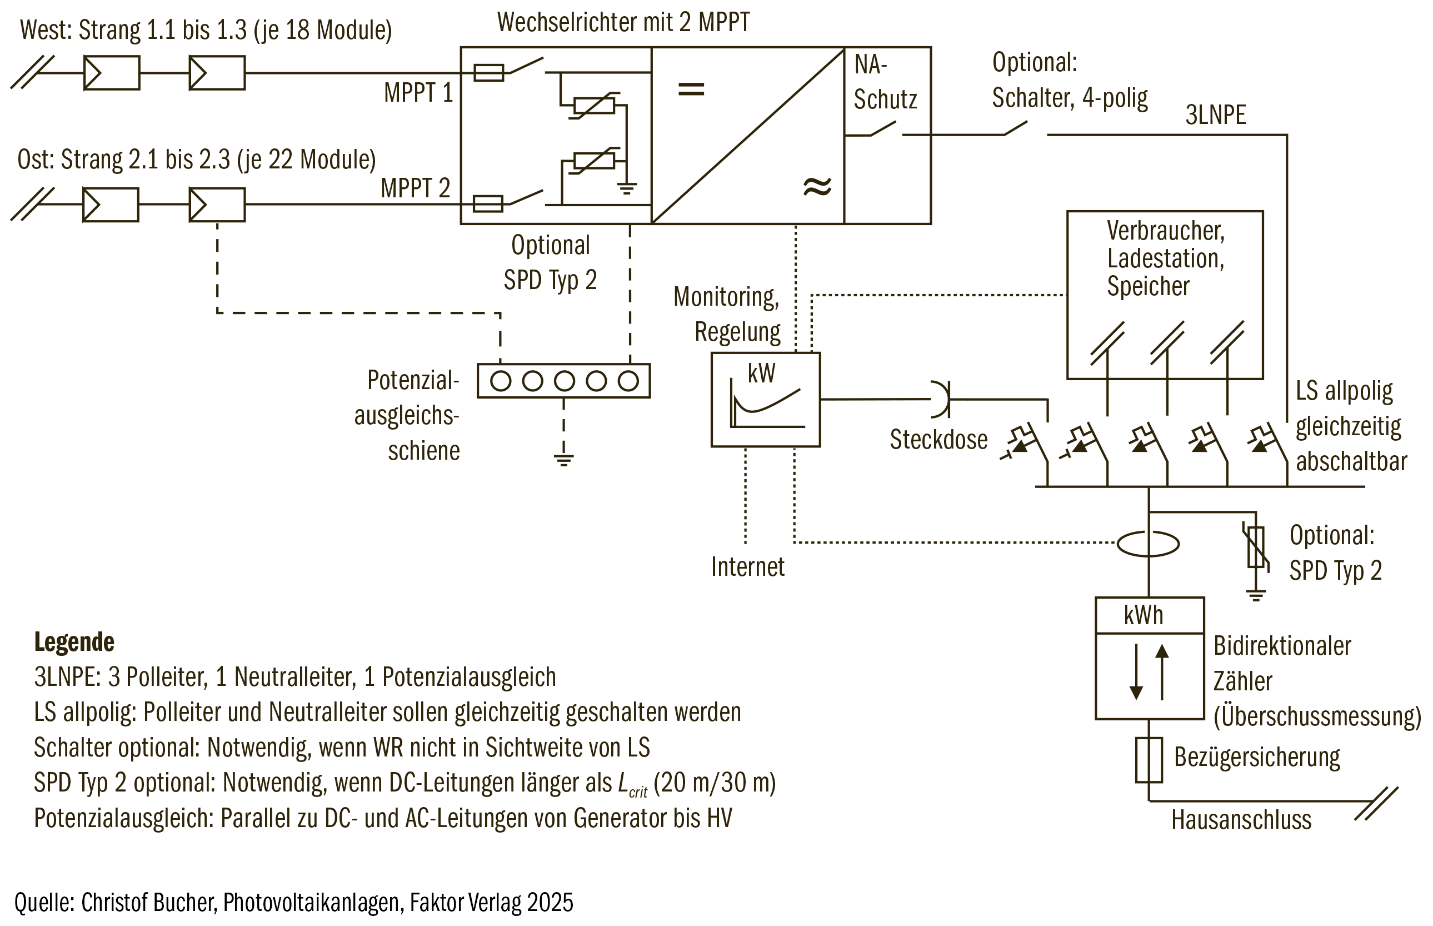 West: Strang 1.1 bis 1.3 (je 18 Module)
Wechselrichter mit 2 MPPT
MPPT 1
NA-
Schutz
Optional:
Schalter, 4-polig
3LNPE
=
≈
Ost: Strang 2.1 bis 2.3 (je 22 Module)
MPPT 2
Optional
SPD Typ 2
Verbraucher,
Ladestation,
Speicher
Monitoring,
Regelung
kW
Potenzial-
ausgleichs-
schiene
Steckdose
LS allpolig
gleichzeitig
abschaltbar
Internet
Optional:
SPD Typ 2
kWh
Bidirektionaler
Zähler
(Überschussmessung)
Bezügersicherung
Hausanschluss
Legende
3LNPE: 3 Polleiter, 1 Neutralleiter, 1 Potenzialausgleich
LS allpolig: Polleiter und Neutralleiter sollen gleichzeitig geschalten werden
Schalter optional: Notwendig, wenn WR nicht in Sichtweite von LS
SPD Typ 2 optional: Notwendig, wenn DC-Leitungen länger als Lcrit (20 m/30 m)
Potenzialausgleich: Parallel zu DC- und AC-Leitungen von Generator bis HV
Quelle: Christof Bucher, Photovoltaikanlagen, Faktor Verlag 2025